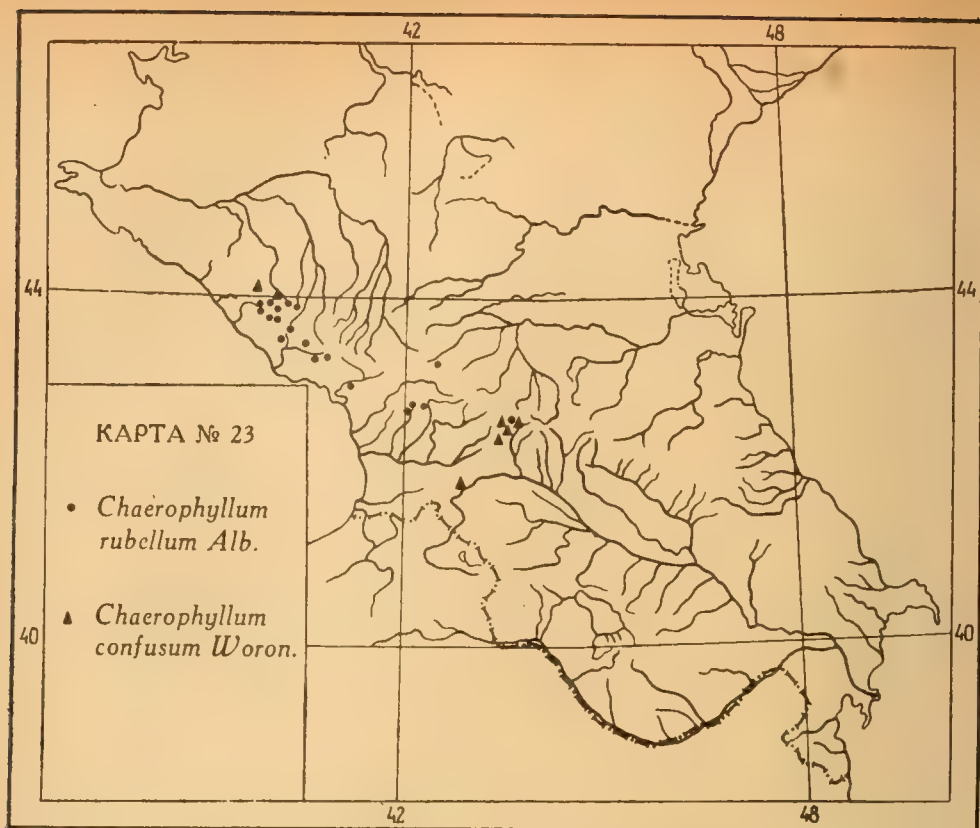 42 48
44 44
КАРТА № 23
Chaerophyllum
rubellum Alb.
Chaerophyllum
confusum Woron.
40 40
42 48